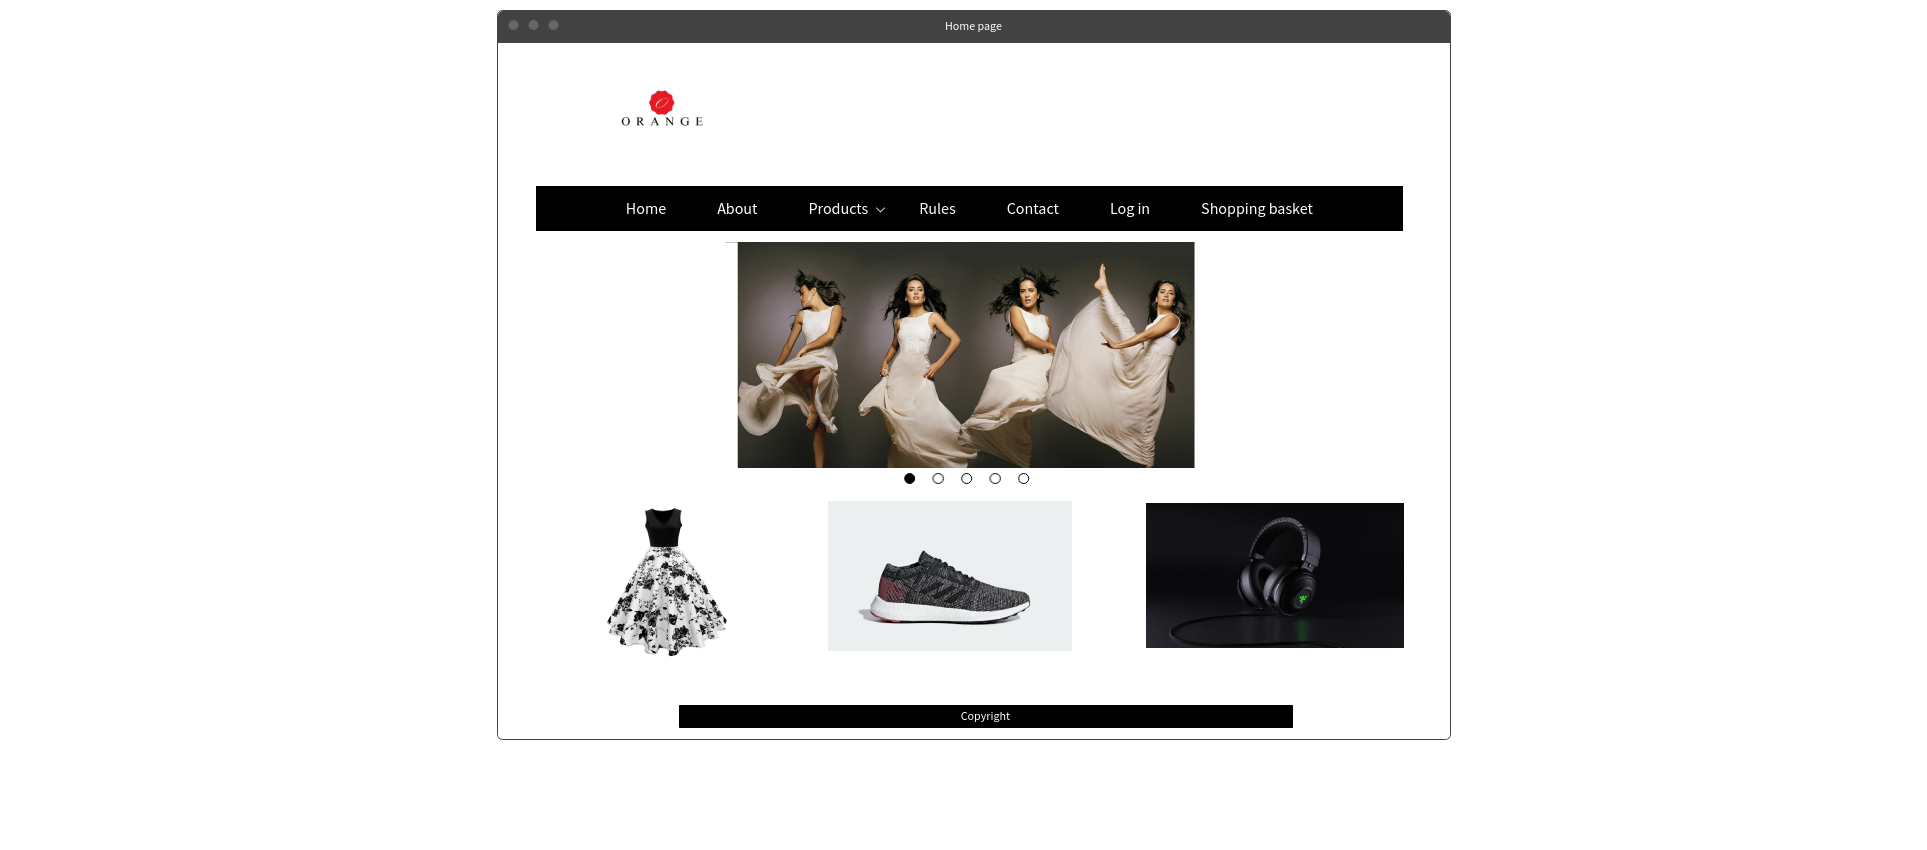 Home page
ORANGE
Home About Products Rules Contact Log in Shopping basket
Copyright